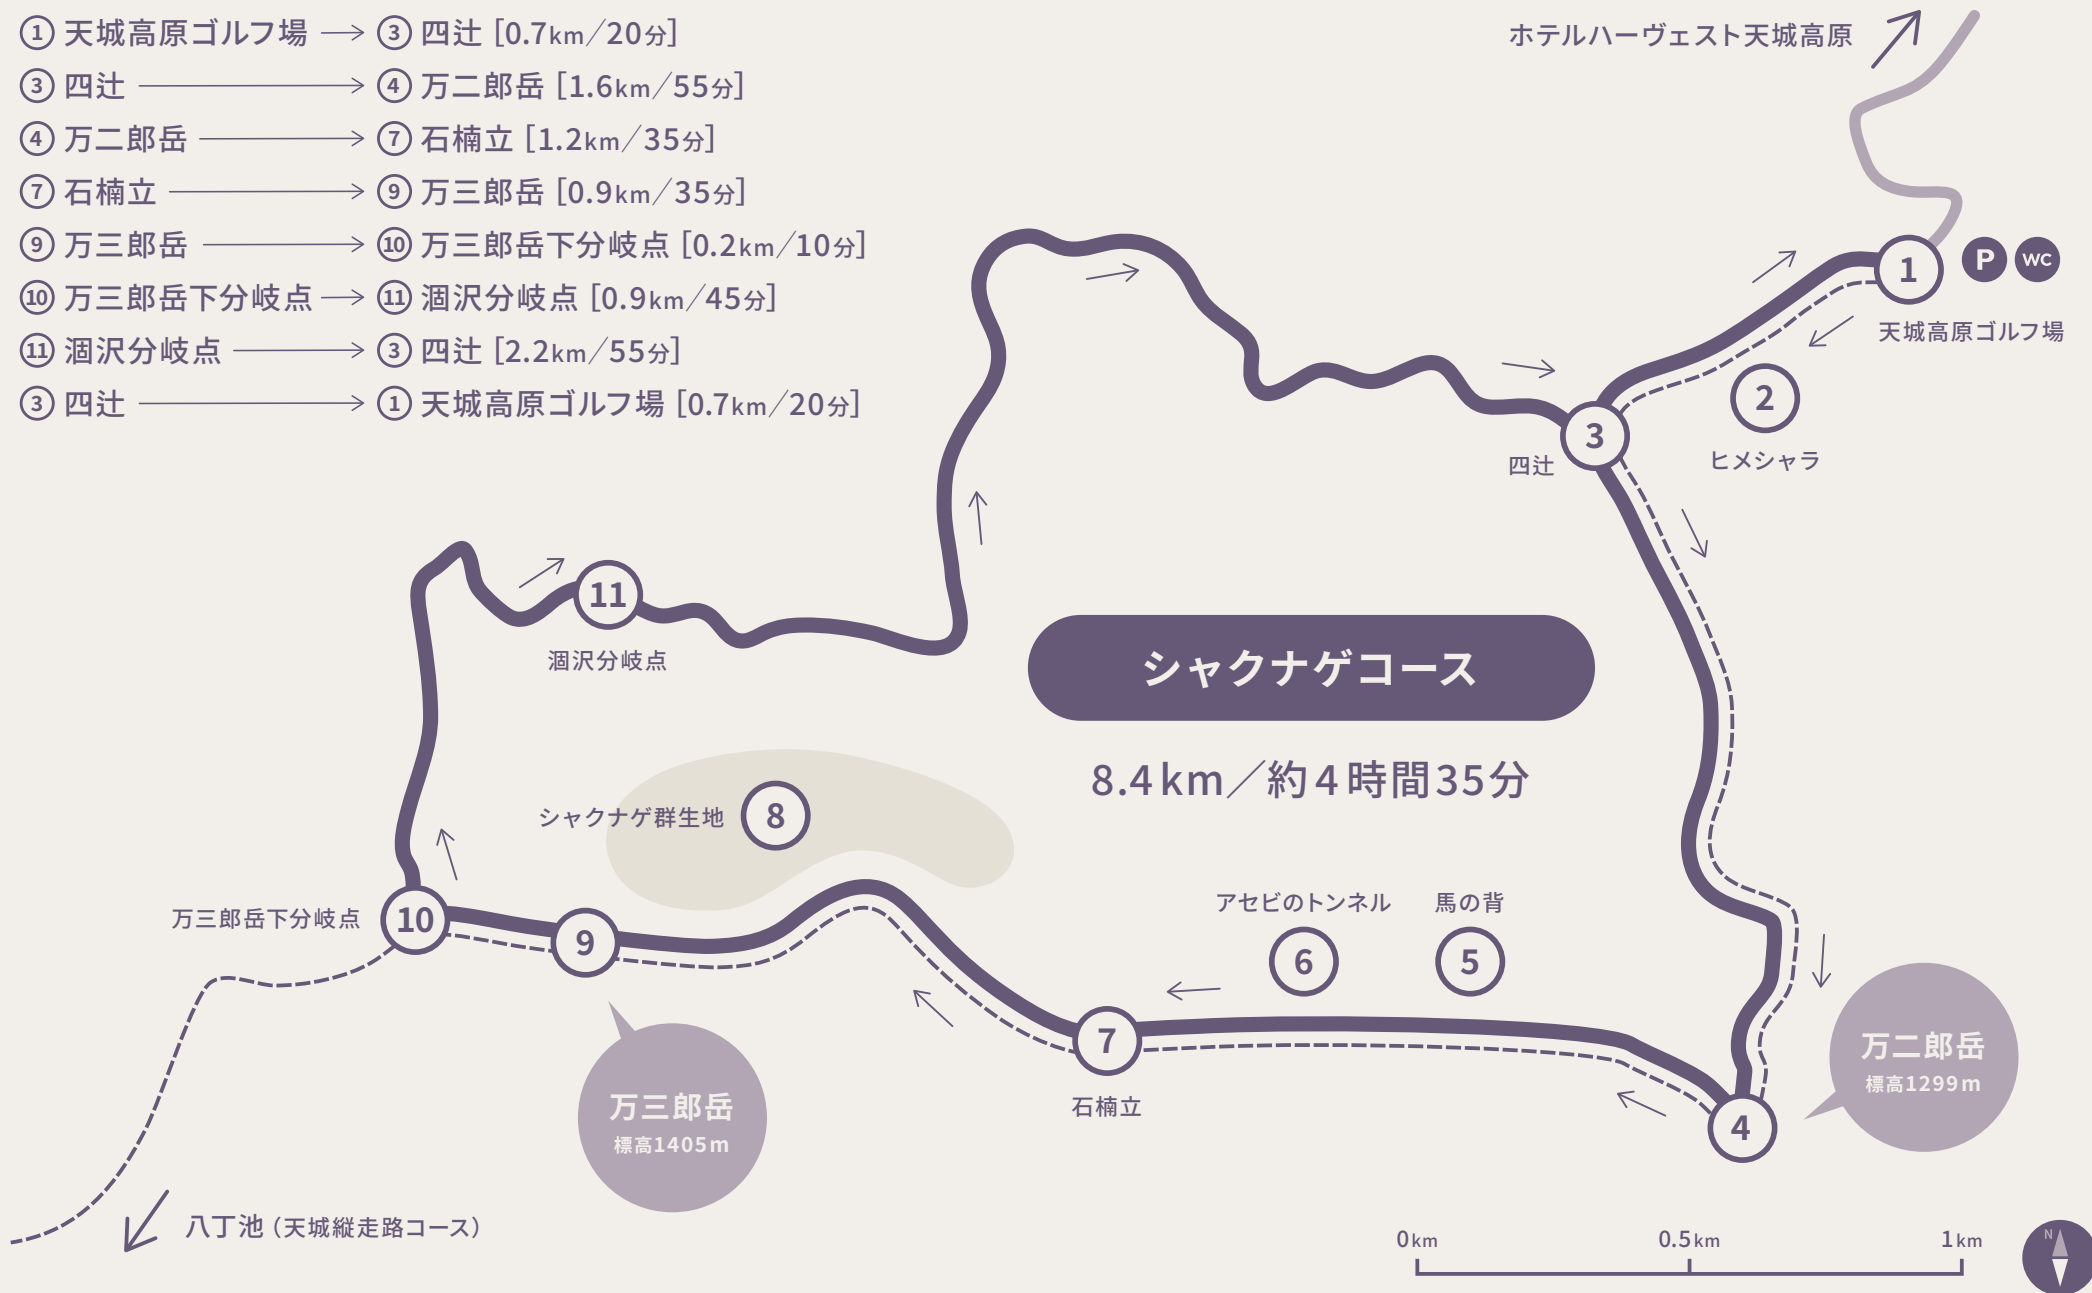 ① 天城高原ゴルフ場 → ③ 四辻 [0.7km/20分]
③ 四辻 → ④ 万二郎岳 [1.6km/55分]
④ 万二郎岳 → ⑦ 石楠立 [1.2km/35分]
⑦ 石楠立 → ⑨ 万三郎岳 [0.9km/35分]
⑨ 万三郎岳 → ⑩ 万三郎岳下分岐点 [0.2km/10分]
⑩ 万三郎岳下分岐点 → ⑪ 涸沢分岐点 [0.9km/45分]
⑪ 涸沢分岐点 → ③ 四辻 [2.2km/55分]
③ 四辻 → ① 天城高原ゴルフ場 [0.7km/20分]
ホテルハーヴェスト天城高原
1
P
WC
天城高原ゴルフ場
2
ヒメシャラ
3
四辻
11
涸沢分岐点
シャクナゲコース
8.4km/約4時間35分
シャクナゲ群生地
8
アセビのトンネル
6
馬の背
5
万三郎岳下分岐点
10
9
7
石楠立
万二郎岳
標高1299m
4
万三郎岳
標高1405m
八丁池(天城縦走路コース)
0km
0.5km
1km
N